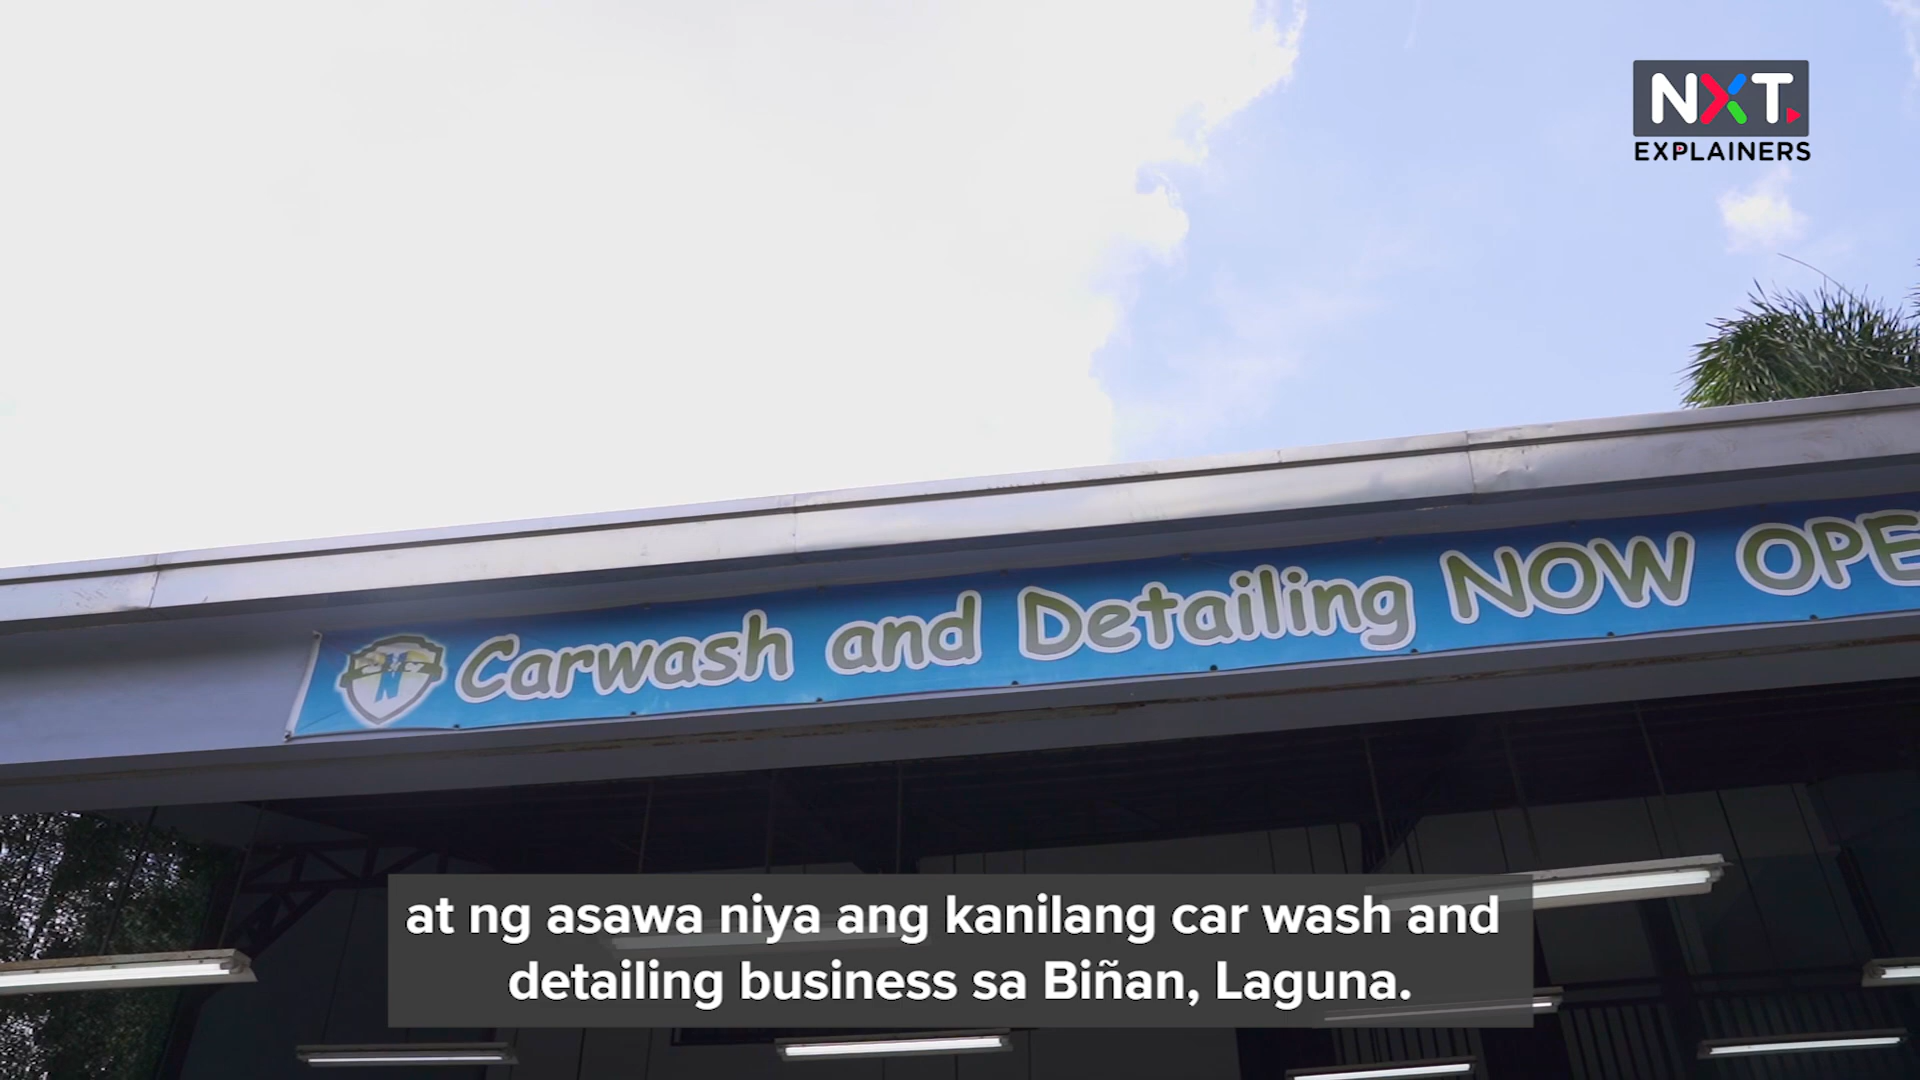 NXT
EXPLAINERS
Carwash and Detailing NOW OPE
at ng asawa niya ang kanilang car wash and
detailing business sa Biñan, Laguna.